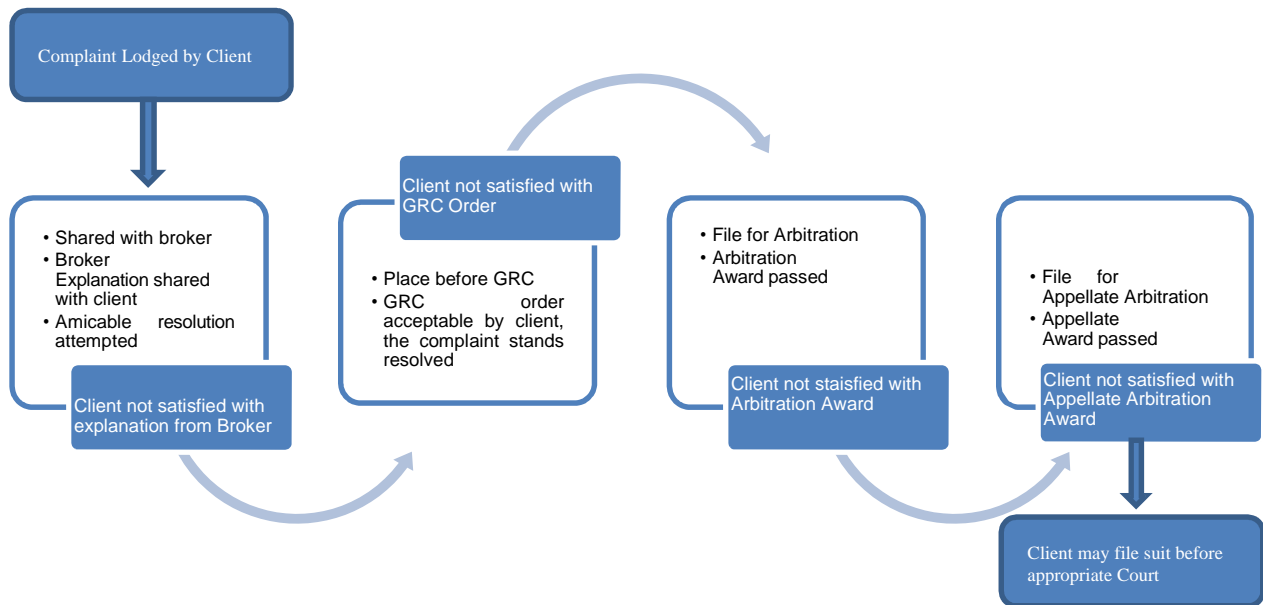 Complaint Lodged by Client
• Shared with broker
• Broker
Explanation shared
with client
• Amicable resolution
attempted
Client not satisfied with
explanation from Broker
Client not satisfied with
GRC Order
• Place before GRC
• GRC order
acceptable by client,
the complaint stands
resolved
• File for Arbitration
• Arbitration
Award passed
Client not staisfied with
Arbitration Award
• File for
Appellate Arbitration
• Appellate
Award passed
Client not satisfied with
Appellate Arbitration
Award
Client may file suit before
appropriate Court